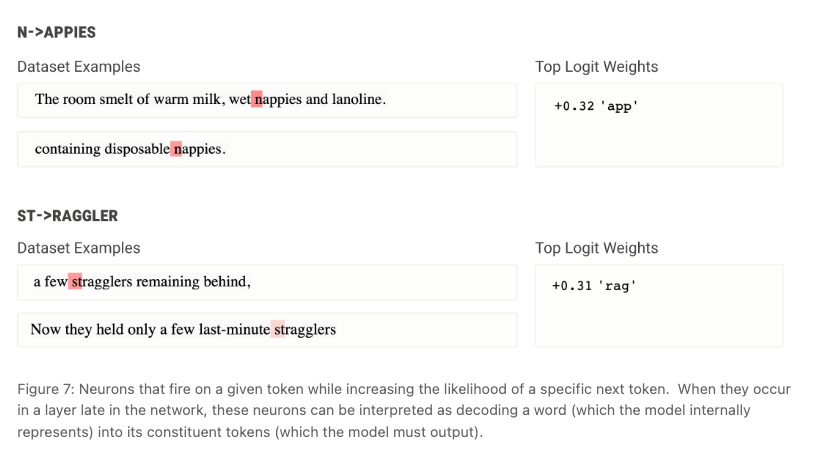 N->APPIES
Dataset Examples
Top Logit Weights
The room smelt of warm milk, wet nappies and lanoline.
+0.32 'app'
containing disposable nappies.
ST->RAGGLER
Dataset Examples
Top Logit Weights
a few stragglers remaining behind,
+0.31 'rag'
Now they held only a few last-minute stragglers
Figure 7: Neurons that fire on a given token while increasing the likelihood of a specific next token.  When they occur
in a layer late in the network, these neurons can be interpreted as decoding a word (which the model internally
represents) into its constituent tokens (which the model must output).